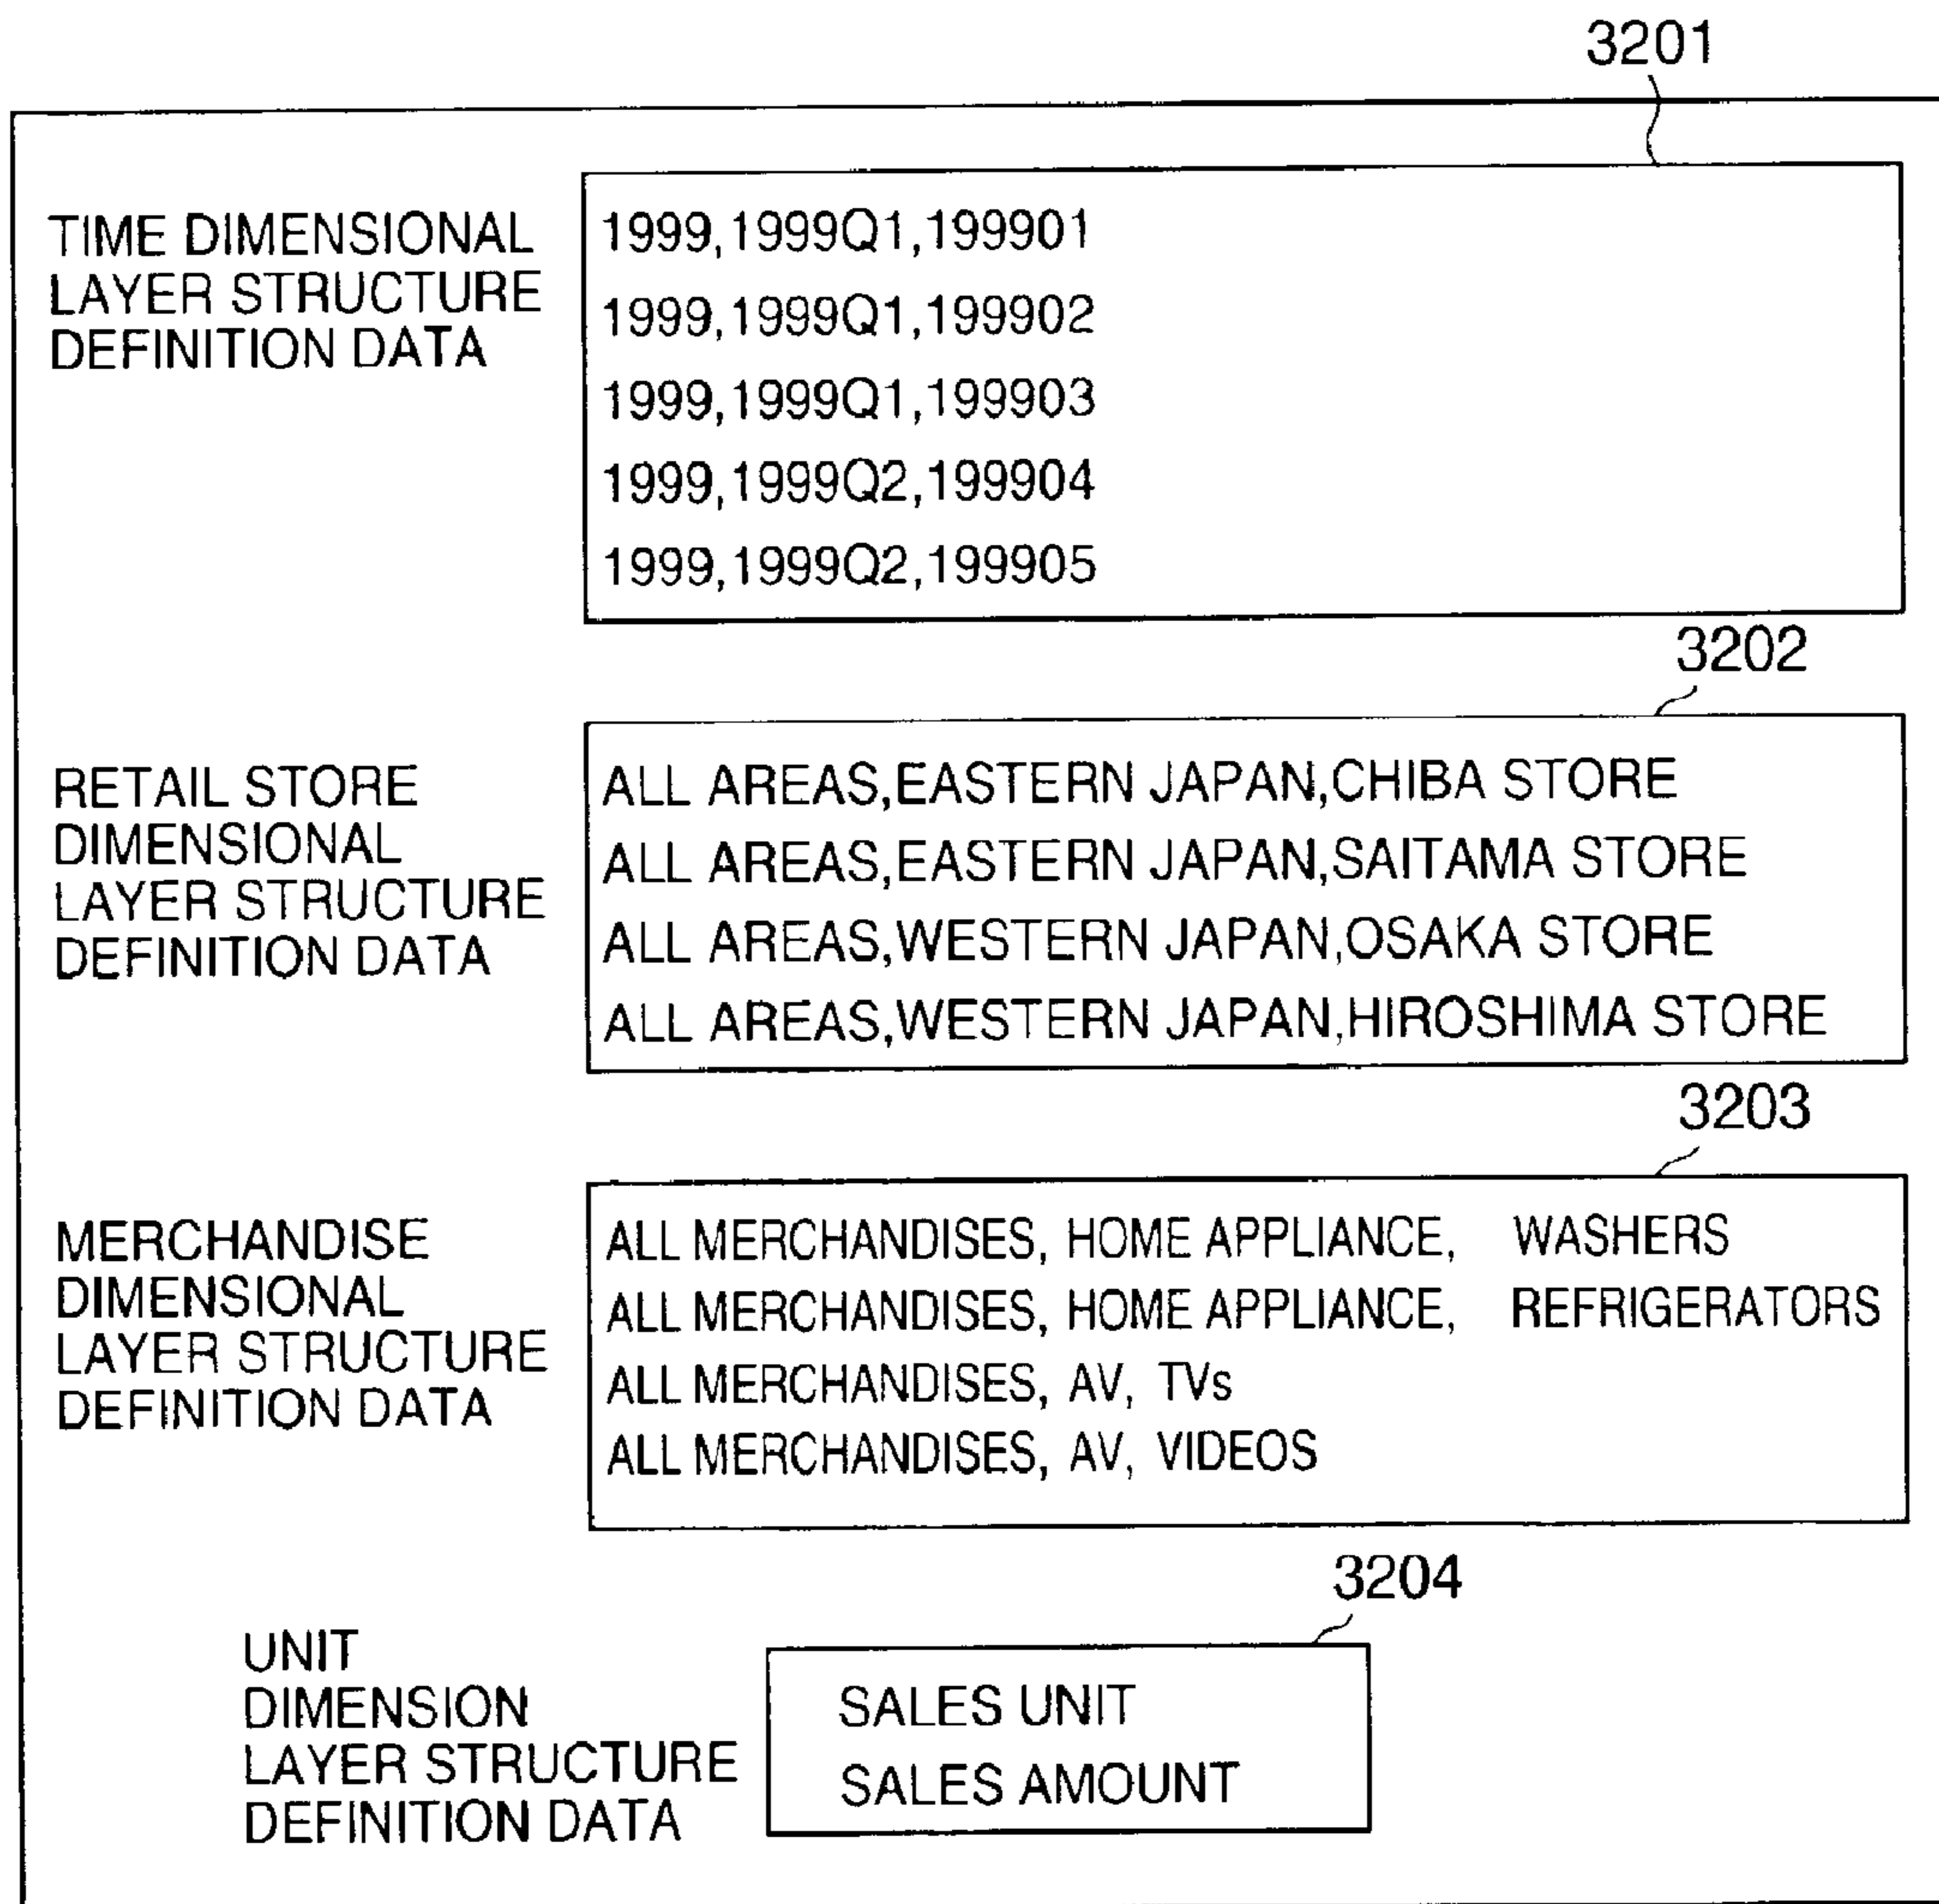 3201
TIME DIMENSIONAL
LAYER STRUCTURE
DEFINITION DATA
1999,1999Q1,199901
1999,1999Q1,199902
1999,1999Q1,199903
1999,1999Q2,199904
1999,1999Q2,199905
3202
RETAIL STORE
DIMENSIONAL
LAYER STRUCTURE
DEFINITION DATA
ALL AREAS,EASTERN JAPAN,CHIBA STORE
ALL AREAS,EASTERN JAPAN,SAITAMA STORE
ALL AREAS,WESTERN JAPAN,OSAKA STORE
ALL AREAS,WESTERN JAPAN,HIROSHIMA STORE
3203
MERCHANDISE
DIMENSIONAL
LAYER STRUCTURE
DEFINITION DATA
ALL MERCHANDISES, HOME APPLIANCE, WASHERS
ALL MERCHANDISES, HOME APPLIANCE, REFRIGERATORS
ALL MERCHANDISES, AV, TVs
ALL MERCHANDISES, AV, VIDEOS
3204
UNIT
DIMENSION
LAYER STRUCTURE
DEFINITION DATA
SALES UNIT
SALES AMOUNT